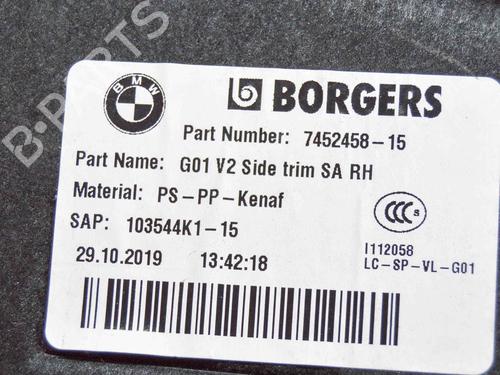 B-PARTS
BMW
BORGERS
Part Number: 7452458-15
Part Name: G01 V2 Side trim SA RH
Material: PS-PP-Kenaf
SAP: 103544K1-15
CCC S
I112058
29.10.2019 13:42:18
LC-SP-VL-G01